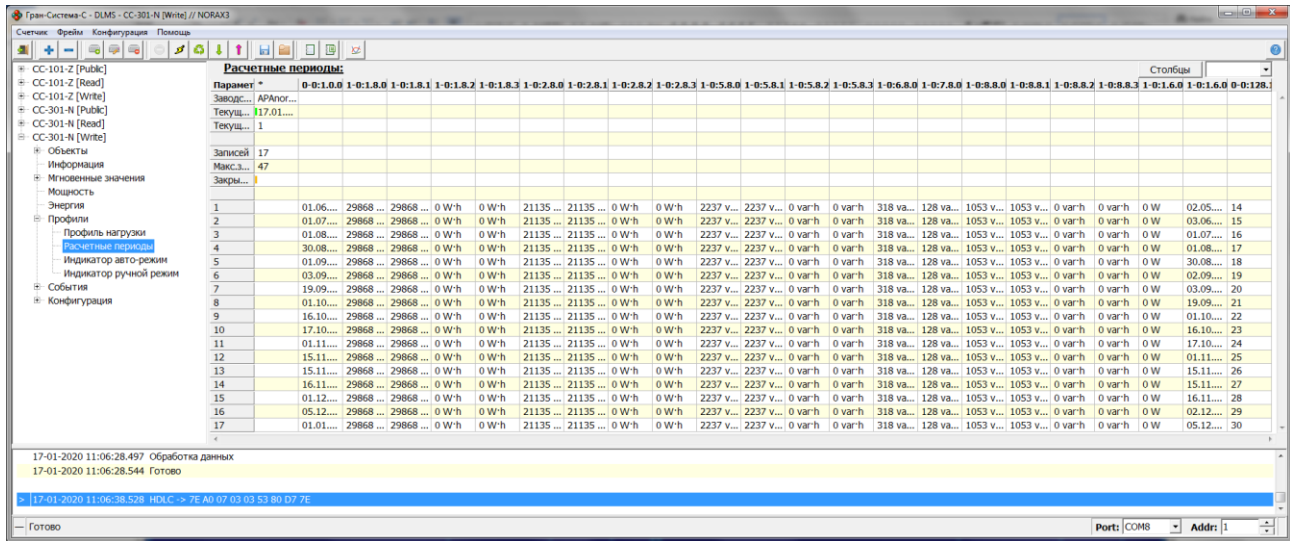 Гран-Система-С - DLMS - CC-301-N [Write] // NORAX3
Счетчик Фрейм Конфигурация Помощь
CC-101-Z [Public]
CC-101-Z [Read]
CC-101-Z [Write]
CC-301-N [Public]
CC-301-N [Read]
CC-301-N [Write]
Объекты
Информация
Мгновенные значения
Мощность
Энергия
Профили
Профиль нагрузки
Расчетные периоды
Индикатор авто-режим
Индикатор ручной режим
События
Конфигурация
Расчетные периоды:
Столбцы
Парамет * 0-0:1.0.0 1-0:1.8.0 1-0:1.8.1 1-0:1.8.2 1-0:1.8.3 1-0:2.8.0 1-0:2.8.1 1-0:2.8.2 1-0:2.8.3 1-0:5.8.0 1-0:5.8.1 1-0:5.8.2 1-0:5.8.3 1-0:6.8.0 1-0:7.8.0 1-0:8.8.0 1-0:8.8.1 1-0:8.8.2 1-0:8.8.3 1-0:1.6.0 1-0:1.6.0 0-0:128.1
Заводс... APAnor...
Текущ... 17.01....
Текущ... 1
Записей 17
Макс.з... 47
Закры...
1 01.06.... 29868 ... 29868 ... 0 W·h 0 W·h 21135 ... 21135 ... 0 W·h 0 W·h 2237 v... 2237 v... 0 var·h 0 var·h 318 va... 128 va... 1053 v... 1053 v... 0 var·h 0 var·h 0 W 02.05.... 14
2 01.07.... 29868 ... 29868 ... 0 W·h 0 W·h 21135 ... 21135 ... 0 W·h 0 W·h 2237 v... 2237 v... 0 var·h 0 var·h 318 va... 128 va... 1053 v... 1053 v... 0 var·h 0 var·h 0 W 03.06.... 15
3 01.08.... 29868 ... 29868 ... 0 W·h 0 W·h 21135 ... 21135 ... 0 W·h 0 W·h 2237 v... 2237 v... 0 var·h 0 var·h 318 va... 128 va... 1053 v... 1053 v... 0 var·h 0 var·h 0 W 01.07.... 16
4 30.08.... 29868 ... 29868 ... 0 W·h 0 W·h 21135 ... 21135 ... 0 W·h 0 W·h 2237 v... 2237 v... 0 var·h 0 var·h 318 va... 128 va... 1053 v... 1053 v... 0 var·h 0 var·h 0 W 01.08.... 17
5 01.09.... 29868 ... 29868 ... 0 W·h 0 W·h 21135 ... 21135 ... 0 W·h 0 W·h 2237 v... 2237 v... 0 var·h 0 var·h 318 va... 128 va... 1053 v... 1053 v... 0 var·h 0 var·h 0 W 30.08.... 18
6 03.09.... 29868 ... 29868 ... 0 W·h 0 W·h 21135 ... 21135 ... 0 W·h 0 W·h 2237 v... 2237 v... 0 var·h 0 var·h 318 va... 128 va... 1053 v... 1053 v... 0 var·h 0 var·h 0 W 02.09.... 19
7 19.09.... 29868 ... 29868 ... 0 W·h 0 W·h 21135 ... 21135 ... 0 W·h 0 W·h 2237 v... 2237 v... 0 var·h 0 var·h 318 va... 128 va... 1053 v... 1053 v... 0 var·h 0 var·h 0 W 03.09.... 20
8 01.10.... 29868 ... 29868 ... 0 W·h 0 W·h 21135 ... 21135 ... 0 W·h 0 W·h 2237 v... 2237 v... 0 var·h 0 var·h 318 va... 128 va... 1053 v... 1053 v... 0 var·h 0 var·h 0 W 19.09.... 21
9 16.10.... 29868 ... 29868 ... 0 W·h 0 W·h 21135 ... 21135 ... 0 W·h 0 W·h 2237 v... 2237 v... 0 var·h 0 var·h 318 va... 128 va... 1053 v... 1053 v... 0 var·h 0 var·h 0 W 01.10.... 22
10 17.10.... 29868 ... 29868 ... 0 W·h 0 W·h 21135 ... 21135 ... 0 W·h 0 W·h 2237 v... 2237 v... 0 var·h 0 var·h 318 va... 128 va... 1053 v... 1053 v... 0 var·h 0 var·h 0 W 16.10.... 23
11 01.11.... 29868 ... 29868 ... 0 W·h 0 W·h 21135 ... 21135 ... 0 W·h 0 W·h 2237 v... 2237 v... 0 var·h 0 var·h 318 va... 128 va... 1053 v... 1053 v... 0 var·h 0 var·h 0 W 17.10.... 24
12 15.11.... 29868 ... 29868 ... 0 W·h 0 W·h 21135 ... 21135 ... 0 W·h 0 W·h 2237 v... 2237 v... 0 var·h 0 var·h 318 va... 128 va... 1053 v... 1053 v... 0 var·h 0 var·h 0 W 01.11.... 25
13 15.11.... 29868 ... 29868 ... 0 W·h 0 W·h 21135 ... 21135 ... 0 W·h 0 W·h 2237 v... 2237 v... 0 var·h 0 var·h 318 va... 128 va... 1053 v... 1053 v... 0 var·h 0 var·h 0 W 15.11.... 26
14 16.11.... 29868 ... 29868 ... 0 W·h 0 W·h 21135 ... 21135 ... 0 W·h 0 W·h 2237 v... 2237 v... 0 var·h 0 var·h 318 va... 128 va... 1053 v... 1053 v... 0 var·h 0 var·h 0 W 15.11.... 27
15 01.12.... 29868 ... 29868 ... 0 W·h 0 W·h 21135 ... 21135 ... 0 W·h 0 W·h 2237 v... 2237 v... 0 var·h 0 var·h 318 va... 128 va... 1053 v... 1053 v... 0 var·h 0 var·h 0 W 16.11.... 28
16 05.12.... 29868 ... 29868 ... 0 W·h 0 W·h 21135 ... 21135 ... 0 W·h 0 W·h 2237 v... 2237 v... 0 var·h 0 var·h 318 va... 128 va... 1053 v... 1053 v... 0 var·h 0 var·h 0 W 02.12.... 29
17 01.01.... 29868 ... 29868 ... 0 W·h 0 W·h 21135 ... 21135 ... 0 W·h 0 W·h 2237 v... 2237 v... 0 var·h 0 var·h 318 va... 128 va... 1053 v... 1053 v... 0 var·h 0 var·h 0 W 05.12.... 30
17-01-2020 11:06:28.497 Обработка данных
17-01-2020 11:06:28.544 Готово
> 17-01-2020 11:06:38.528 HDLC -> 7E A0 07 03 03 53 80 D7 7E
Готово
Port: COM8 Addr: 1